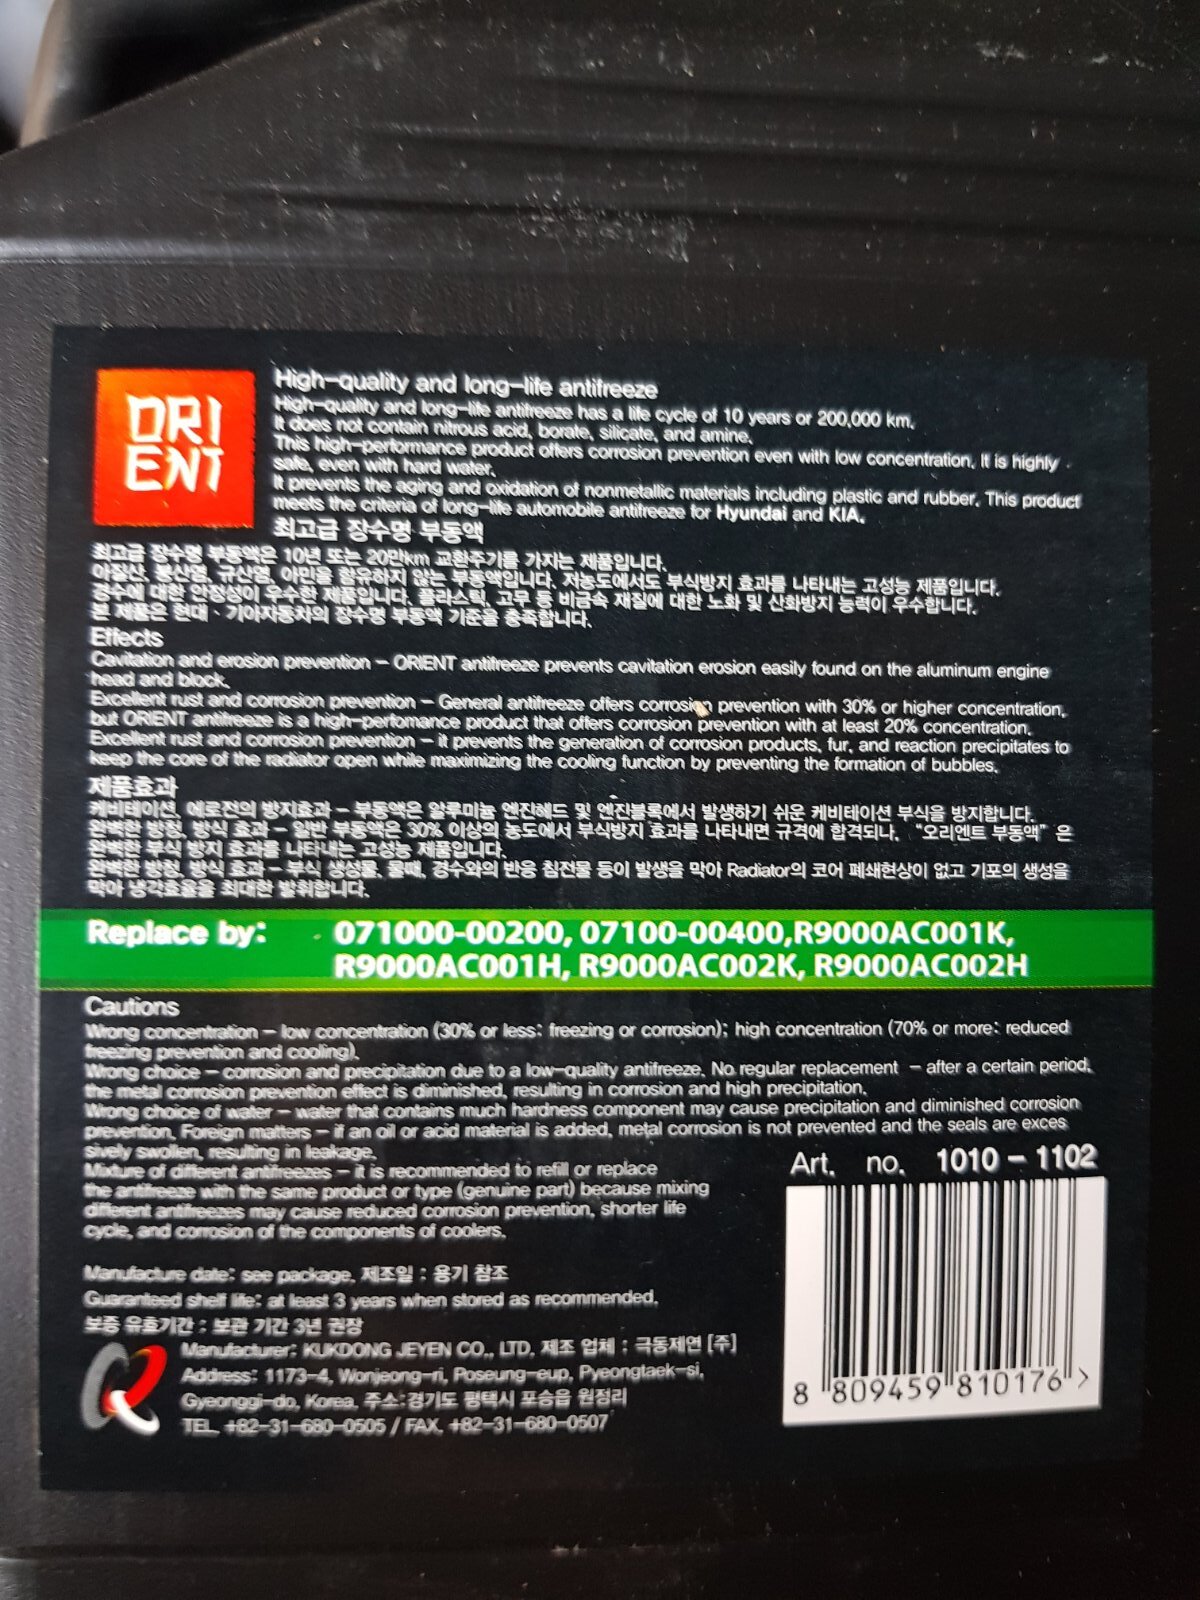 ORI
ENT
High-quality and long-life antifreeze
High-quality and long-life antifreeze has a life cycle of 10 years or 200,000 km.
It does not contain nitrous acid, borate, silicate, and amine.
This high-performance product offers corrosion prevention even with low concentration. It is highly
safe, even with hard water.
It prevents the aging and oxidation of nonmetallic materials including plastic and rubber. This product
meets the criteria of long-life automobile antifreeze for Hyundai and KIA.
최고급 장수명 부동액
최고급 장수명 부동액은 10년 또는 20만km 교환주기를 가지는 제품입니다.
아질산, 붕산염, 규산염, 아민을 함유하지 않는 부동액입니다. 저농도에서도 부식방지 효과를 나타내는 고성능 제품입니다.
경수에 대한 안정성이 우수한 제품입니다. 플라스틱, 고무 등 비금속 재질에 대한 노화 및 산화방지 능력이 우수합니다.
본 제품은 현대 · 기아자동차의 장수명 부동액 기준을 충족합니다.
Effects
Cavitation and erosion prevention - ORIENT antifreeze prevents cavitation erosion easily found on the aluminum engine
head and block.
Excellent rust and corrosion prevention - General antifreeze offers corrosion prevention with 30% or higher concentration,
but ORIENT antifreeze is a high-perfomance product that offers corrosion prevention with at least 20% concentration.
Excellent rust and corrosion prevention - it prevents the generation of corrosion products, fur, and reaction precipitates to
keep the core of the radiator open while maximizing the cooling function by preventing the formation of bubbles.
제품효과
케비테이션, 에로전의 방지효과 - 부동액은 알루미늄 엔진헤드 및 엔진블록에서 발생하기 쉬운 케비테이션 부식을 방지합니다.
완벽한 방청, 방식 효과 - 일반 부동액은 30% 이상의 농도에서 부식방지 효과를 나타내면 규격에 합격되나, "오리엔트 부동액" 은
완벽한 부식 방지 효과를 나타내는 고성능 제품입니다.
완벽한 방청, 방식 효과 - 부식 생성물, 물때, 경수와의 반응 침전물 등이 발생을 막아 Radiator의 코어 폐쇄현상이 없고 기포의 생성을
막아 냉각효율을 최대한 발휘합니다.
Replace by: 071000-00200, 07100-00400,R9000AC001K,
R9000AC001H, R9000AC002K, R9000AC002H
Cautions
Wrong concentration - low concentration (30% or less: freezing or corrosion); high concentration (70% or more: reduced
freezing prevention and cooling).
Wrong choice - corrosion and precipitation due to a low-quality antifreeze. No regular replacement - after a certain period,
the metal corrosion prevention effect is diminished, resulting in corrosion and high precipitation.
Wrong choice of water - water that contains much hardness component may cause precipitation and diminished corrosion
prevention. Foreign matters - if an oil or acid material is added, metal corrosion is not prevented and the seals are exces
sively swollen, resulting in leakage.
Mixture of different antifreezes - it is recommended to refill or replace
the antifreeze with the same product or type (genuine part) because mixing
different antifreezes may cause reduced corrosion prevention, shorter life
cycle, and corrosion of the components of coolers.
Art. no. 1010 - 1102
Manufacture date: see package. 제조일 : 용기 참조
Guaranteed shelf life: at least 3 years when stored as recommended.
보증 유효기간 : 보관 기간 3년 권장
Manufacturer: KUKDONG JEYEN CO., LTD. 제조 업체 : 극동제연 [주]
Address: 1173-4, Wonjeong-ri, Poseung-eup, Pyeongtaek-si,
Gyeonggi-do, Korea. 주소:경기도 평택시 포승읍 원정리
TEL. +82-31-680-0505 / FAX. +82-31-680-0507
8 809459 810176 >